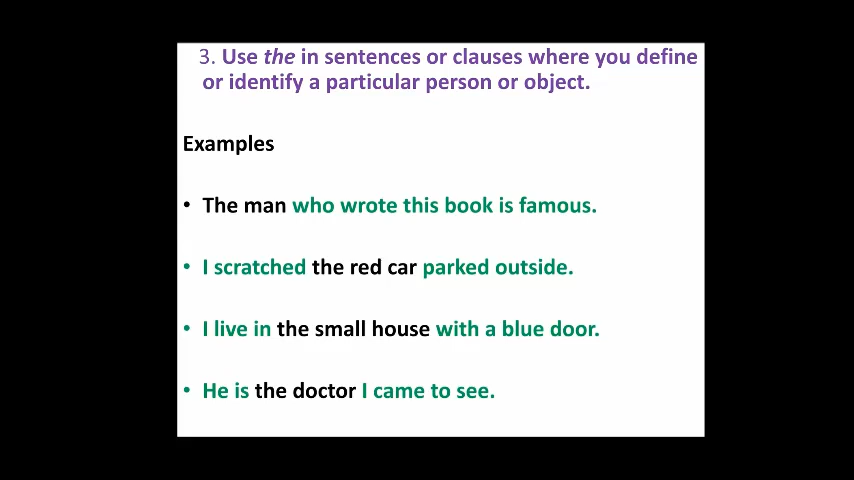 3. Use the in sentences or clauses where you define
or identify a particular person or object.
Examples
• The man who wrote this book is famous.
• I scratched the red car parked outside.
• I live in the small house with a blue door.
• He is the doctor I came to see.